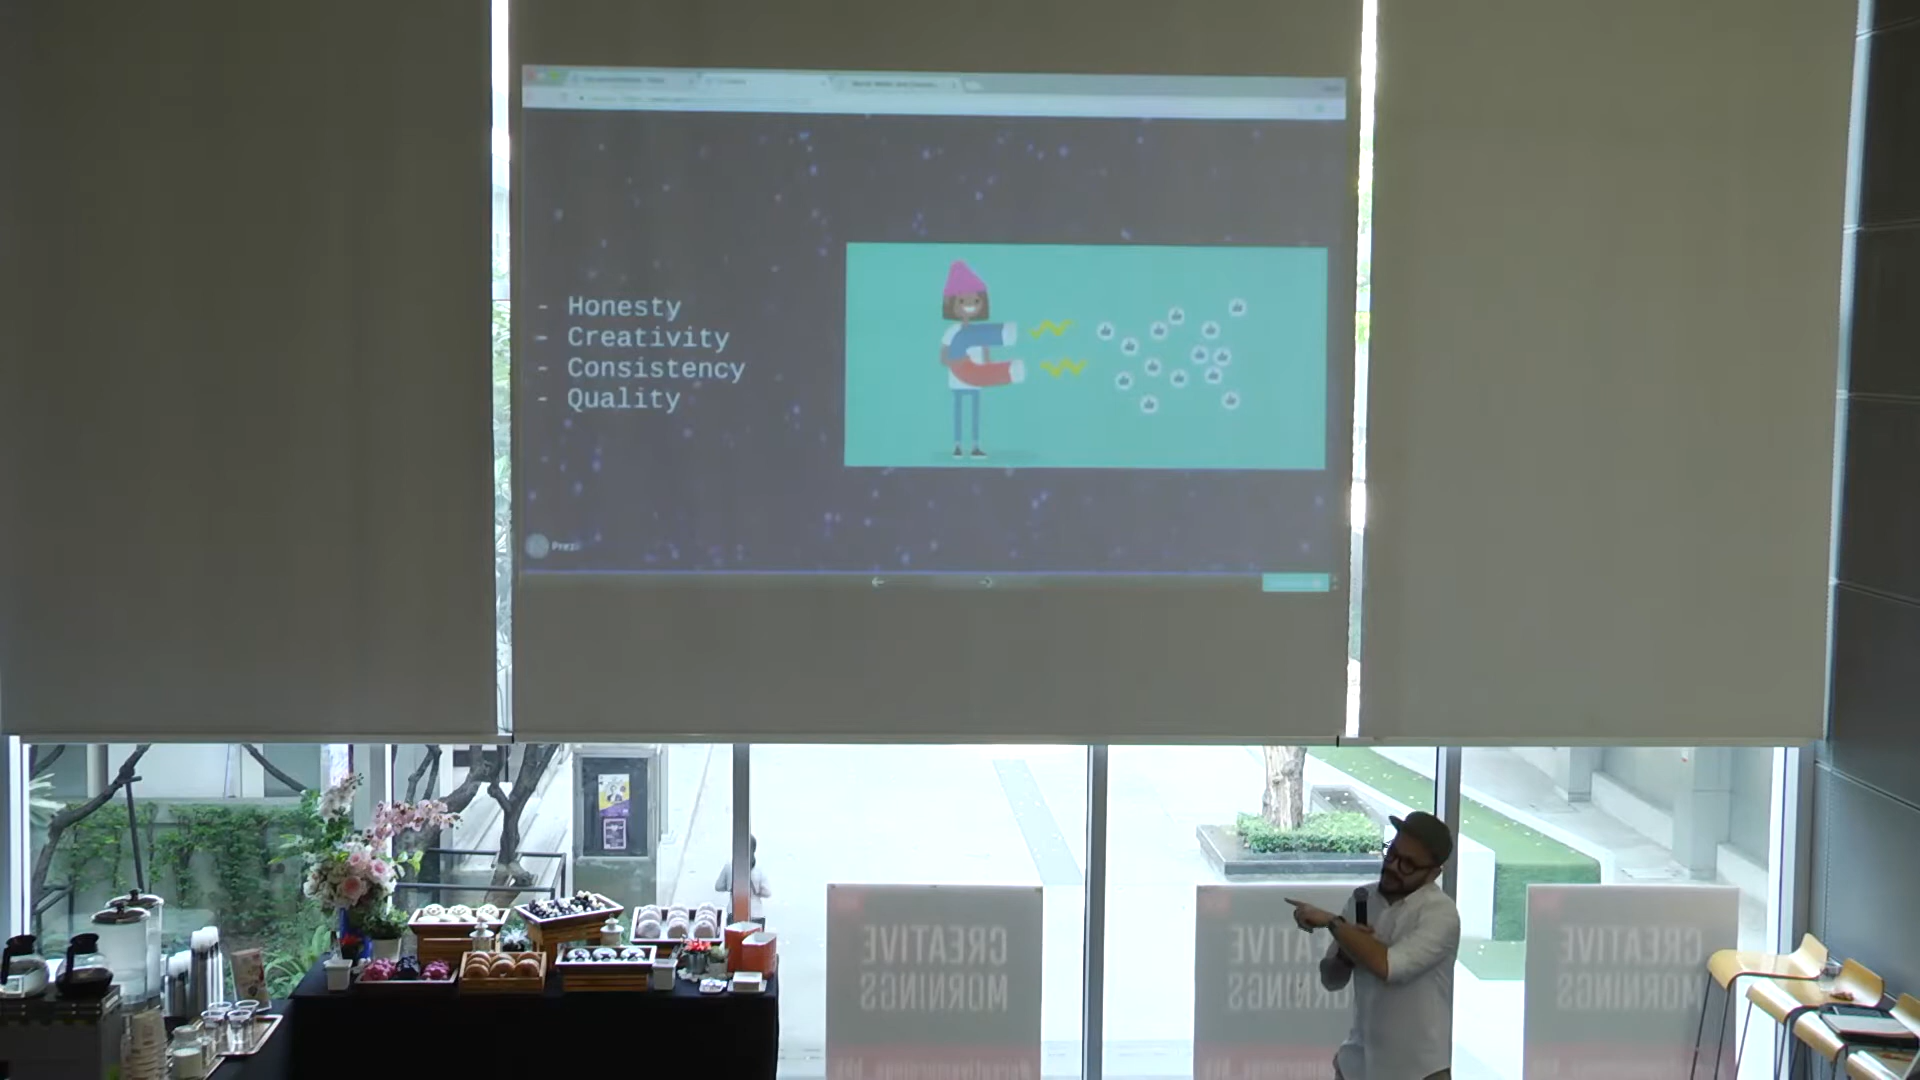 - Honesty
- Creativity
- Consistency
- Quality
Prezi
CREATIVE
MORNINGS
CREATIVE
MORNINGS
CREATIVE
MORNINGS